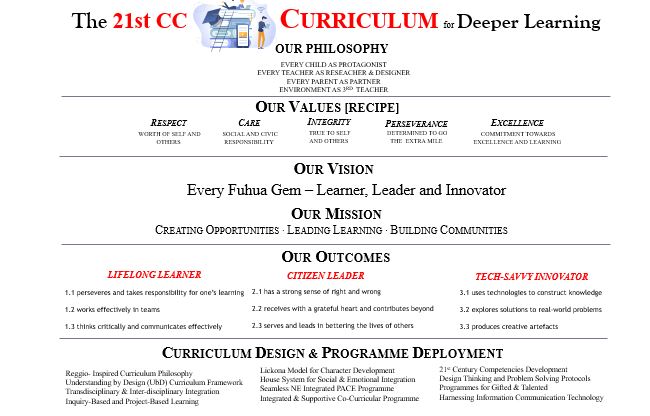 The 21st CC CURRICULUM for Deeper Learning
OUR PHILOSOPHY
EVERY CHILD AS PROTAGONIST
EVERY TEACHER AS RESEACHER & DESIGNER
EVERY PARENT AS PARTNER
ENVIRONMENT AS 3RD TEACHER
OUR VALUES [RECIPE]
RESPECT
WORTH OF SELF AND
OTHERS
CARE
SOCIAL AND CIVIC
RESPONSIBILITY
INTEGRITY
TRUE TO SELF
AND OTHERS
PERSEVERANCE
DETERMINED TO GO
THE EXTRA MILE
EXCELLENCE
COMMITMENT TOWARDS
EXCELLENCE AND LEARNING
OUR VISION
Every Fuhua Gem – Learner, Leader and Innovator
OUR MISSION
CREATING OPPORTUNITIES · LEADING LEARNING · BUILDING COMMUNITIES
OUR OUTCOMES
LIFELONG LEARNER
1.1 perseveres and takes responsibility for one's learning
1.2 works effectively in teams
1.3 thinks critically and communicates effectively
CITIZEN LEADER
2.1 has a strong sense of right and wrong
2.2 receives with a grateful heart and contributes beyond
2.3 serves and leads in bettering the lives of others
TECH-SAVVY INNOVATOR
3.1 uses technologies to construct knowledge
3.2 explores solutions to real-world problems
3.3 produces creative artefacts
CURRICULUM DESIGN & PROGRAMME DEPLOYMENT
Reggio- Inspired Curriculum Philosophy
Understanding by Design (UbD) Curriculum Framework
Transdisciplinary & Inter-disciplinary Integration
Inquiry-Based and Project-Based Learning
Lickona Model for Character Development
House System for Social & Emotional Integration
Seamless NE Integrated PACE Programme
Integrated & Supportive Co-Curricular Programme
21st Century Competencies Development
Design Thinking and Problem Solving Protocols
Programmes for Gifted & Talented
Harnessing Information Communication Technology